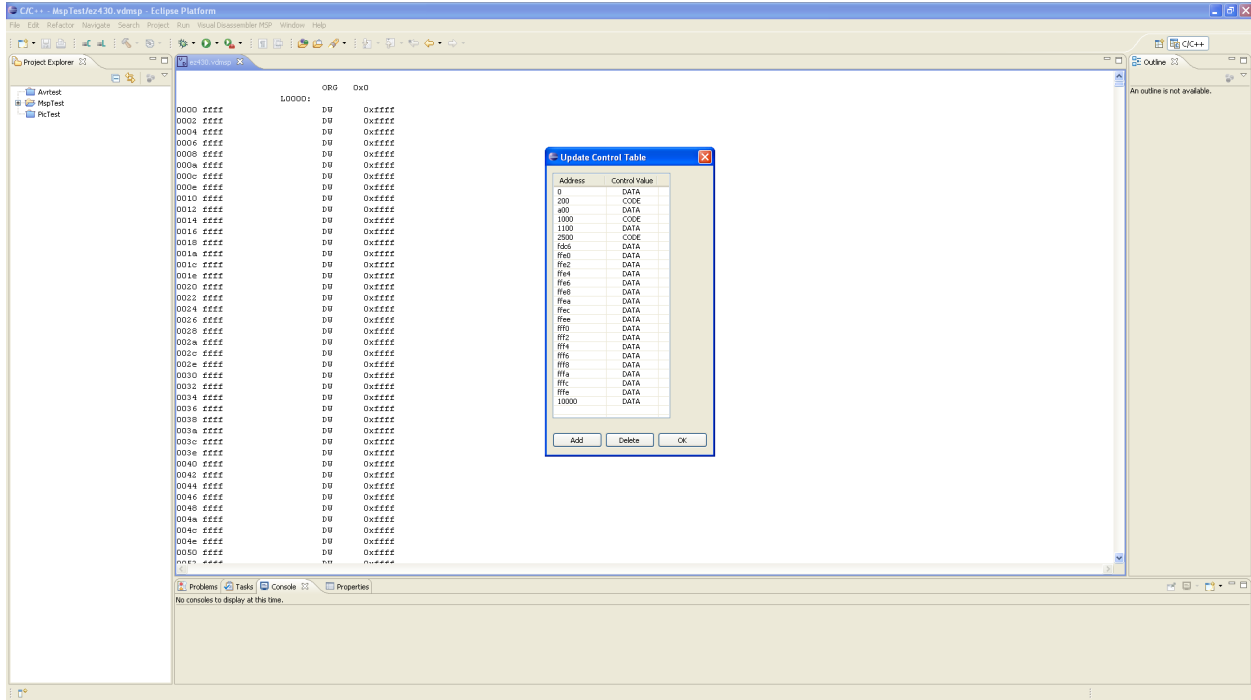 C/C++ - MspTest/ez430.vdmsp - Eclipse Platform
File Edit Refactor Navigate Search Project Run Visual Disassembler MSP Window Help
C/C++
Project Explorer
Avrtest
MspTest
PicTest
ez430.vdmsp
ORG 0x0
L0000:
0000 ffff DW 0xffff
0002 ffff DW 0xffff
0004 ffff DW 0xffff
0006 ffff DW 0xffff
0008 ffff DW 0xffff
000a ffff DW 0xffff
000c ffff DW 0xffff
000e ffff DW 0xffff
0010 ffff DW 0xffff
0012 ffff DW 0xffff
0014 ffff DW 0xffff
0016 ffff DW 0xffff
0018 ffff DW 0xffff
001a ffff DW 0xffff
001c ffff DW 0xffff
001e ffff DW 0xffff
0020 ffff DW 0xffff
0022 ffff DW 0xffff
0024 ffff DW 0xffff
0026 ffff DW 0xffff
0028 ffff DW 0xffff
002a ffff DW 0xffff
002c ffff DW 0xffff
002e ffff DW 0xffff
0030 ffff DW 0xffff
0032 ffff DW 0xffff
0034 ffff DW 0xffff
0036 ffff DW 0xffff
0038 ffff DW 0xffff
003a ffff DW 0xffff
003c ffff DW 0xffff
003e ffff DW 0xffff
0040 ffff DW 0xffff
0042 ffff DW 0xffff
0044 ffff DW 0xffff
0046 ffff DW 0xffff
0048 ffff DW 0xffff
004a ffff DW 0xffff
004c ffff DW 0xffff
004e ffff DW 0xffff
0050 ffff DW 0xffff
0052 ffff DW 0xffff
Update Control Table
Address Control Value
0 DATA
200 CODE
a00 DATA
1000 CODE
1100 DATA
2500 CODE
fdc6 DATA
ffe0 DATA
ffe2 DATA
ffe4 DATA
ffe6 DATA
ffe8 DATA
ffea DATA
ffec DATA
ffee DATA
fff0 DATA
fff2 DATA
fff4 DATA
fff6 DATA
fff8 DATA
fffa DATA
fffc DATA
fffe DATA
10000 DATA
Add Delete OK
Outline
An outline is not available.
Problems Tasks Console Properties
No consoles to display at this time.